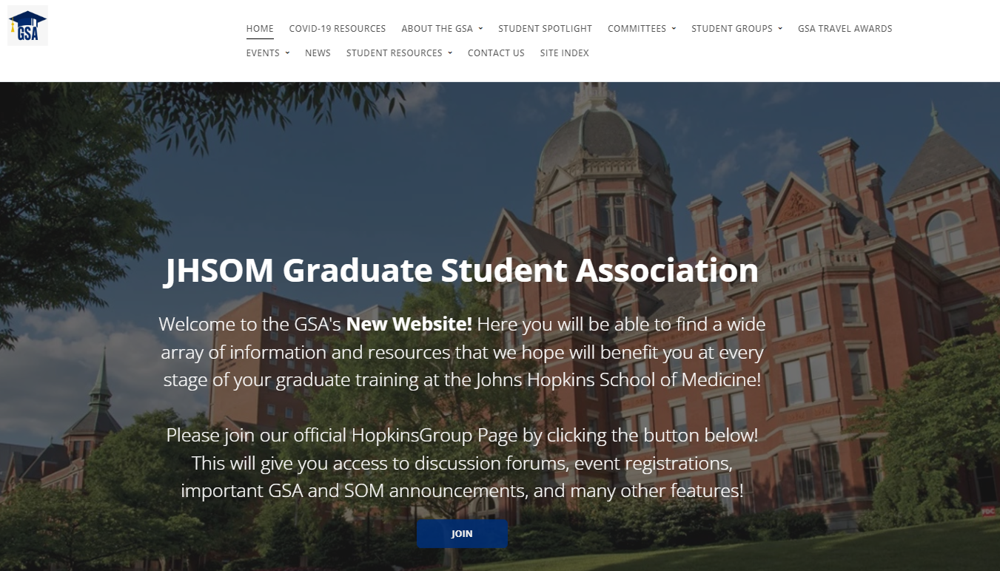 GSA
HOME COVID-19 RESOURCES ABOUT THE GSA STUDENT SPOTLIGHT COMMITTEES STUDENT GROUPS GSA TRAVEL AWARDS
EVENTS NEWS STUDENT RESOURCES CONTACT US SITE INDEX
JHSOM Graduate Student Association
Welcome to the GSA's New Website! Here you will be able to find a wide
array of information and resources that we hope will benefit you at every
stage of your graduate training at the Johns Hopkins School of Medicine!
Please join our official HopkinsGroup Page by clicking the button below!
This will give you access to discussion forums, event registrations,
important GSA and SOM announcements, and many other features!
JOIN